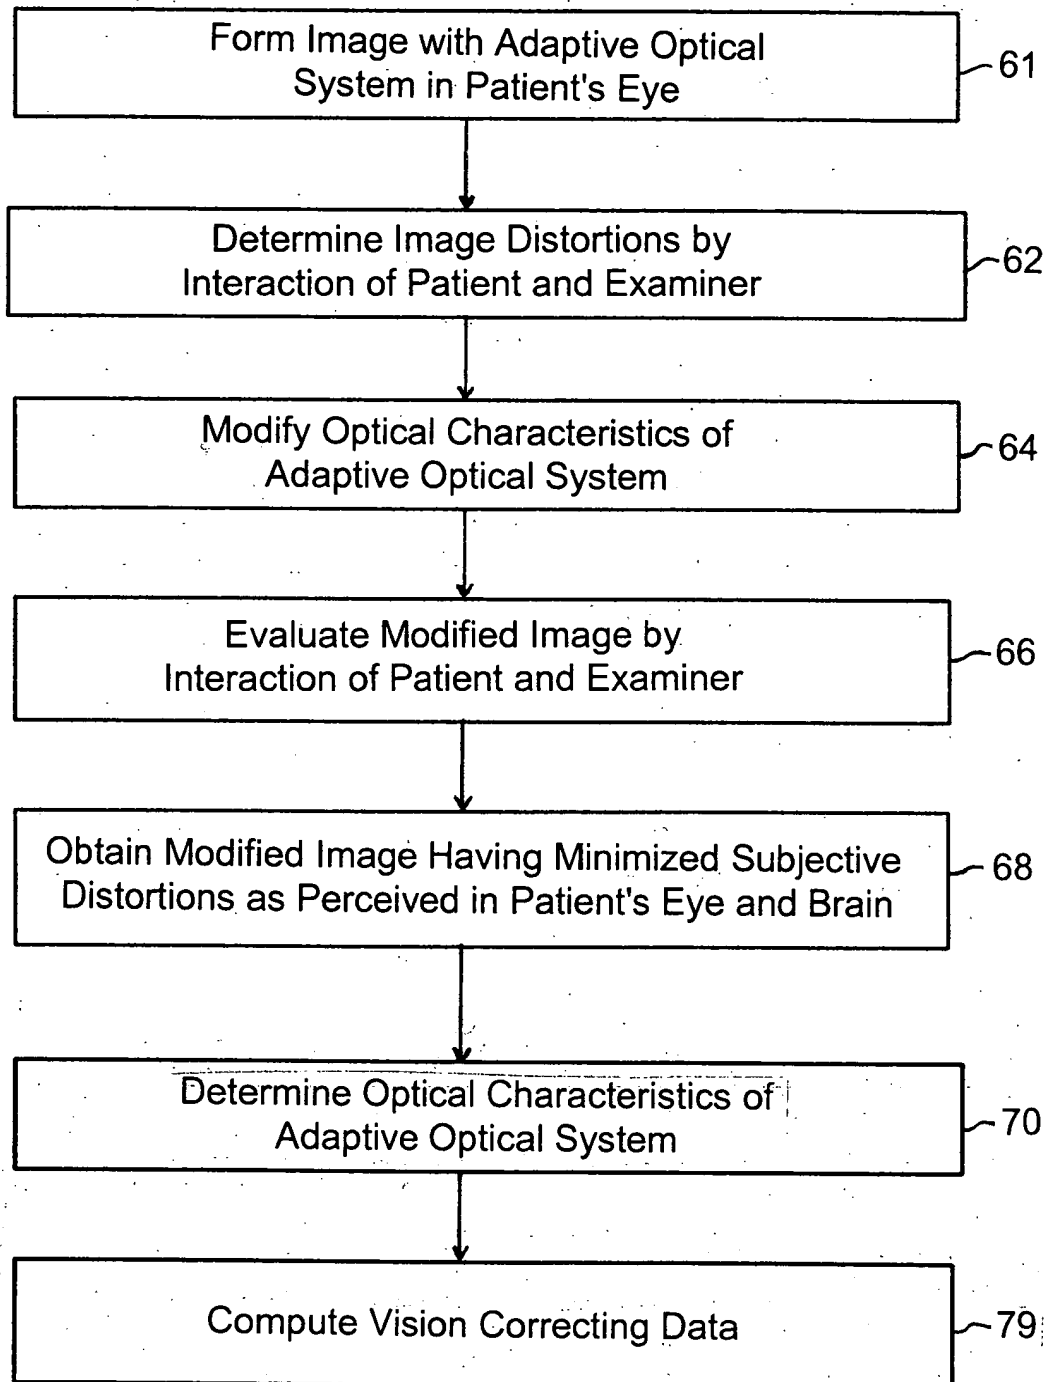 Form Image with Adaptive Optical
System in Patient's Eye
61
Determine Image Distortions by
Interaction of Patient and Examiner
62
Modify Optical Characteristics of
Adaptive Optical System
64
Evaluate Modified Image by
Interaction of Patient and Examiner
66
Obtain Modified Image Having Minimized Subjective
Distortions as Perceived in Patient's Eye and Brain
68
Determine Optical Characteristics of
Adaptive Optical System
70
Compute Vision Correcting Data
79